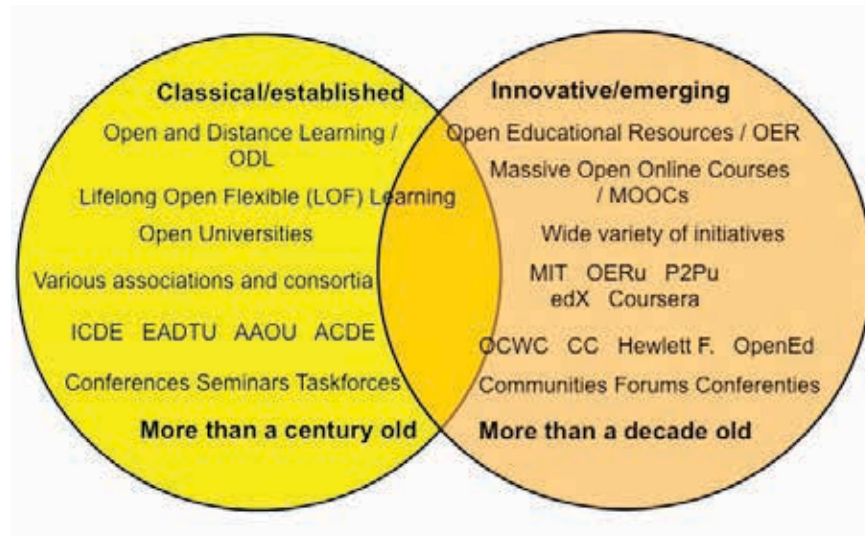 Classical/established
Open and Distance Learning /
ODL
Lifelong Open Flexible (LOF) Learning
Open Universities
Various associations and consortia
ICDE EADTU AAOU ACDE
Conferences Seminars Taskforces
More than a century old
Innovative/emerging
Open Educational Resources / OER
Massive Open Online Courses
/ MOOCs
Wide variety of initiatives
MIT OERu P2Pu
edX Coursera
OCWC CC Hewlett F. OpenEd
Communities Forums Conferenties
More than a decade old